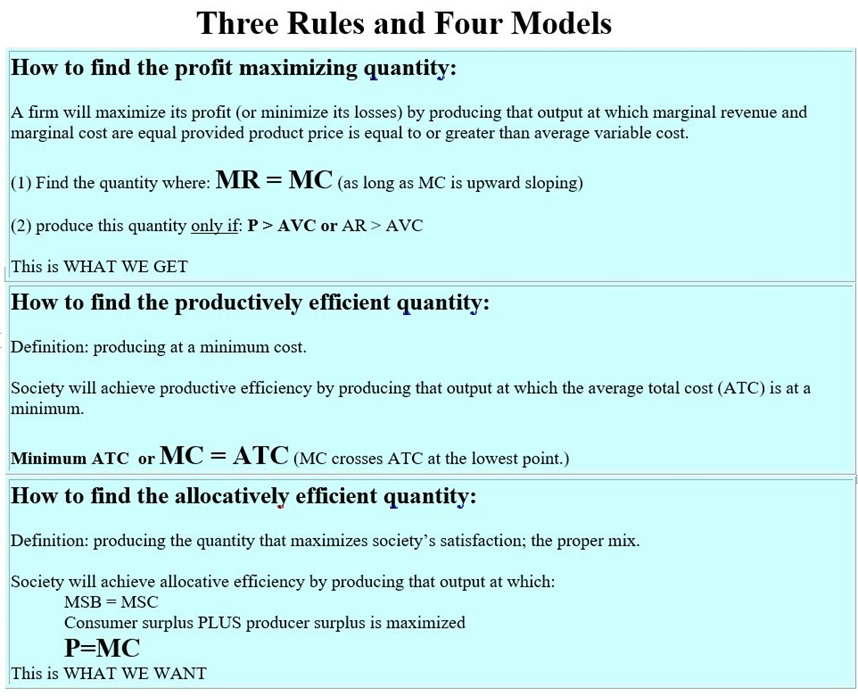 Three Rules and Four Models
How to find the profit maximizing quantity:
A firm will maximize its profit (or minimize its losses) by producing that output at which marginal revenue and
marginal cost are equal provided product price is equal to or greater than average variable cost.
(1) Find the quantity where: MR = MC (as long as MC is upward sloping)
(2) produce this quantity only if: P > AVC or AR > AVC
This is WHAT WE GET
How to find the productively efficient quantity:
Definition: producing at a minimum cost.
Society will achieve productive efficiency by producing that output at which the average total cost (ATC) is at a
minimum.
Minimum ATC or MC = ATC (MC crosses ATC at the lowest point.)
How to find the allocatively efficient quantity:
Definition: producing the quantity that maximizes society’s satisfaction; the proper mix.
Society will achieve allocative efficiency by producing that output at which:
MSB = MSC
Consumer surplus PLUS producer surplus is maximized
P=MC
This is WHAT WE WANT